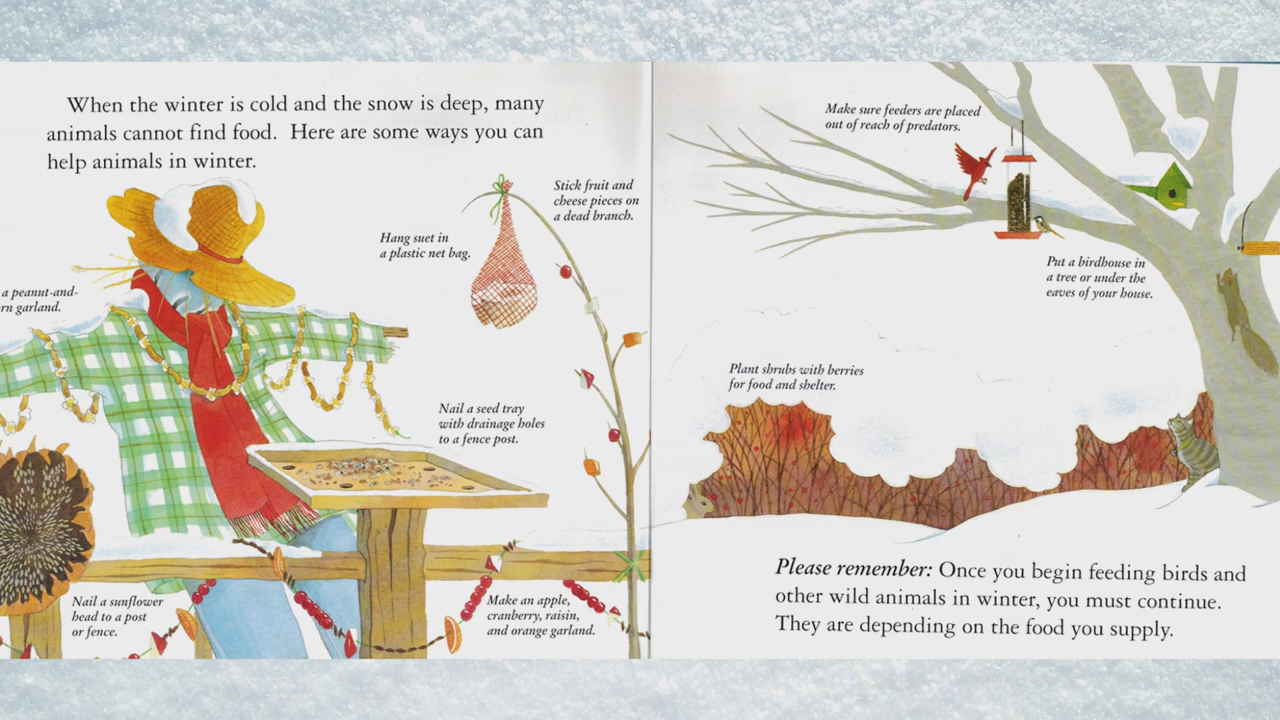 When the winter is cold and the snow is deep, many
animals cannot find food. Here are some ways you can
help animals in winter.
Stick fruit and
cheese pieces on
a dead branch.
Hang suet in
a plastic net bag.
a peanut-and-
garland.
Nail a seed tray
with drainage holes
to a fence post.
Nail a sunflower
head to a post
or fence.
Make an apple,
cranberry, raisin,
and orange garland.
Make sure feeders are placed
out of reach of predators.
Put a birdhouse in
a tree or under the
eaves of your house.
Plant shrubs with berries
for food and shelter.
Please remember: Once you begin feeding birds and
other wild animals in winter, you must continue.
They are depending on the food you supply.